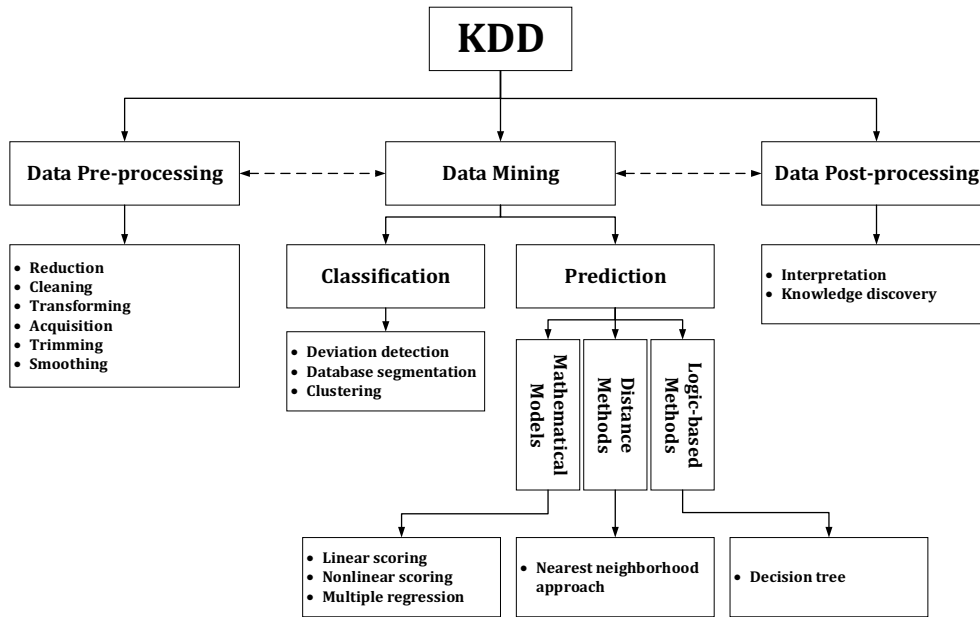 KDD
Data Pre-processing
Data Mining
Data Post-processing
• Reduction
• Cleaning
• Transforming
• Acquisition
• Trimming
• Smoothing
Classification
Prediction
• Interpretation
• Knowledge discovery
• Deviation detection
• Database segmentation
• Clustering
Mathematical
Models
Distance
Methods
Logic-based
Methods
• Linear scoring
• Nonlinear scoring
• Multiple regression
• Nearest neighborhood
approach
• Decision tree